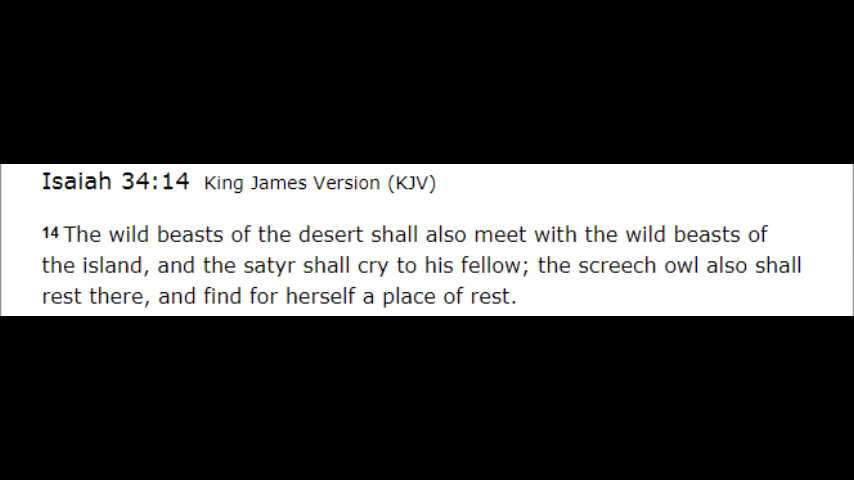 Isaiah 34:14 King James Version (KJV)
14 The wild beasts of the desert shall also meet with the wild beasts of
the island, and the satyr shall cry to his fellow; the screech owl also shall
rest there, and find for herself a place of rest.